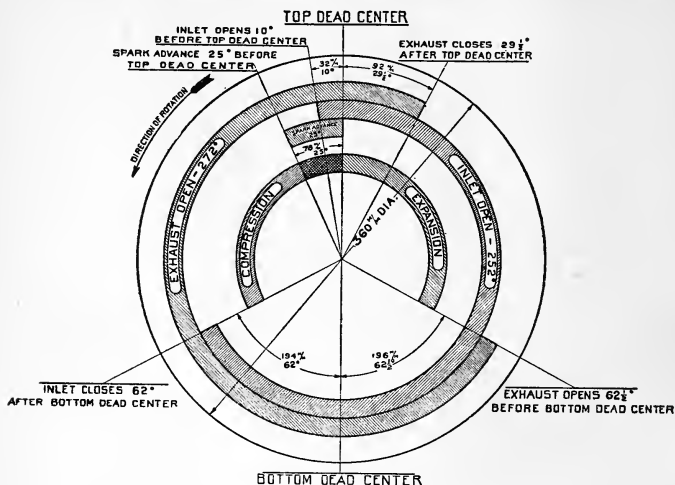 TOP DEAD CENTER
INLET OPENS 10°
BEFORE TOP DEAD CENTER
SPARK ADVANCE 25° BEFORE
TOP DEAD CENTER
EXHAUST CLOSES 29½°
AFTER TOP DEAD CENTER
32 m/m
10°
92 m/m
29½°
DIRECTION OF ROTATION
SPARK ADVANCE
25°
78 m/m
25°
EXHAUST OPEN - 272°
COMPRESSION
EXPANSION
INLET OPEN - 252°
360 m/m DIA.
194 m/m
62°
196 m/m
62½°
INLET CLOSES 62°
AFTER BOTTOM DEAD CENTER
EXHAUST OPENS 62½°
BEFORE BOTTOM DEAD CENTER
BOTTOM DEAD CENTER